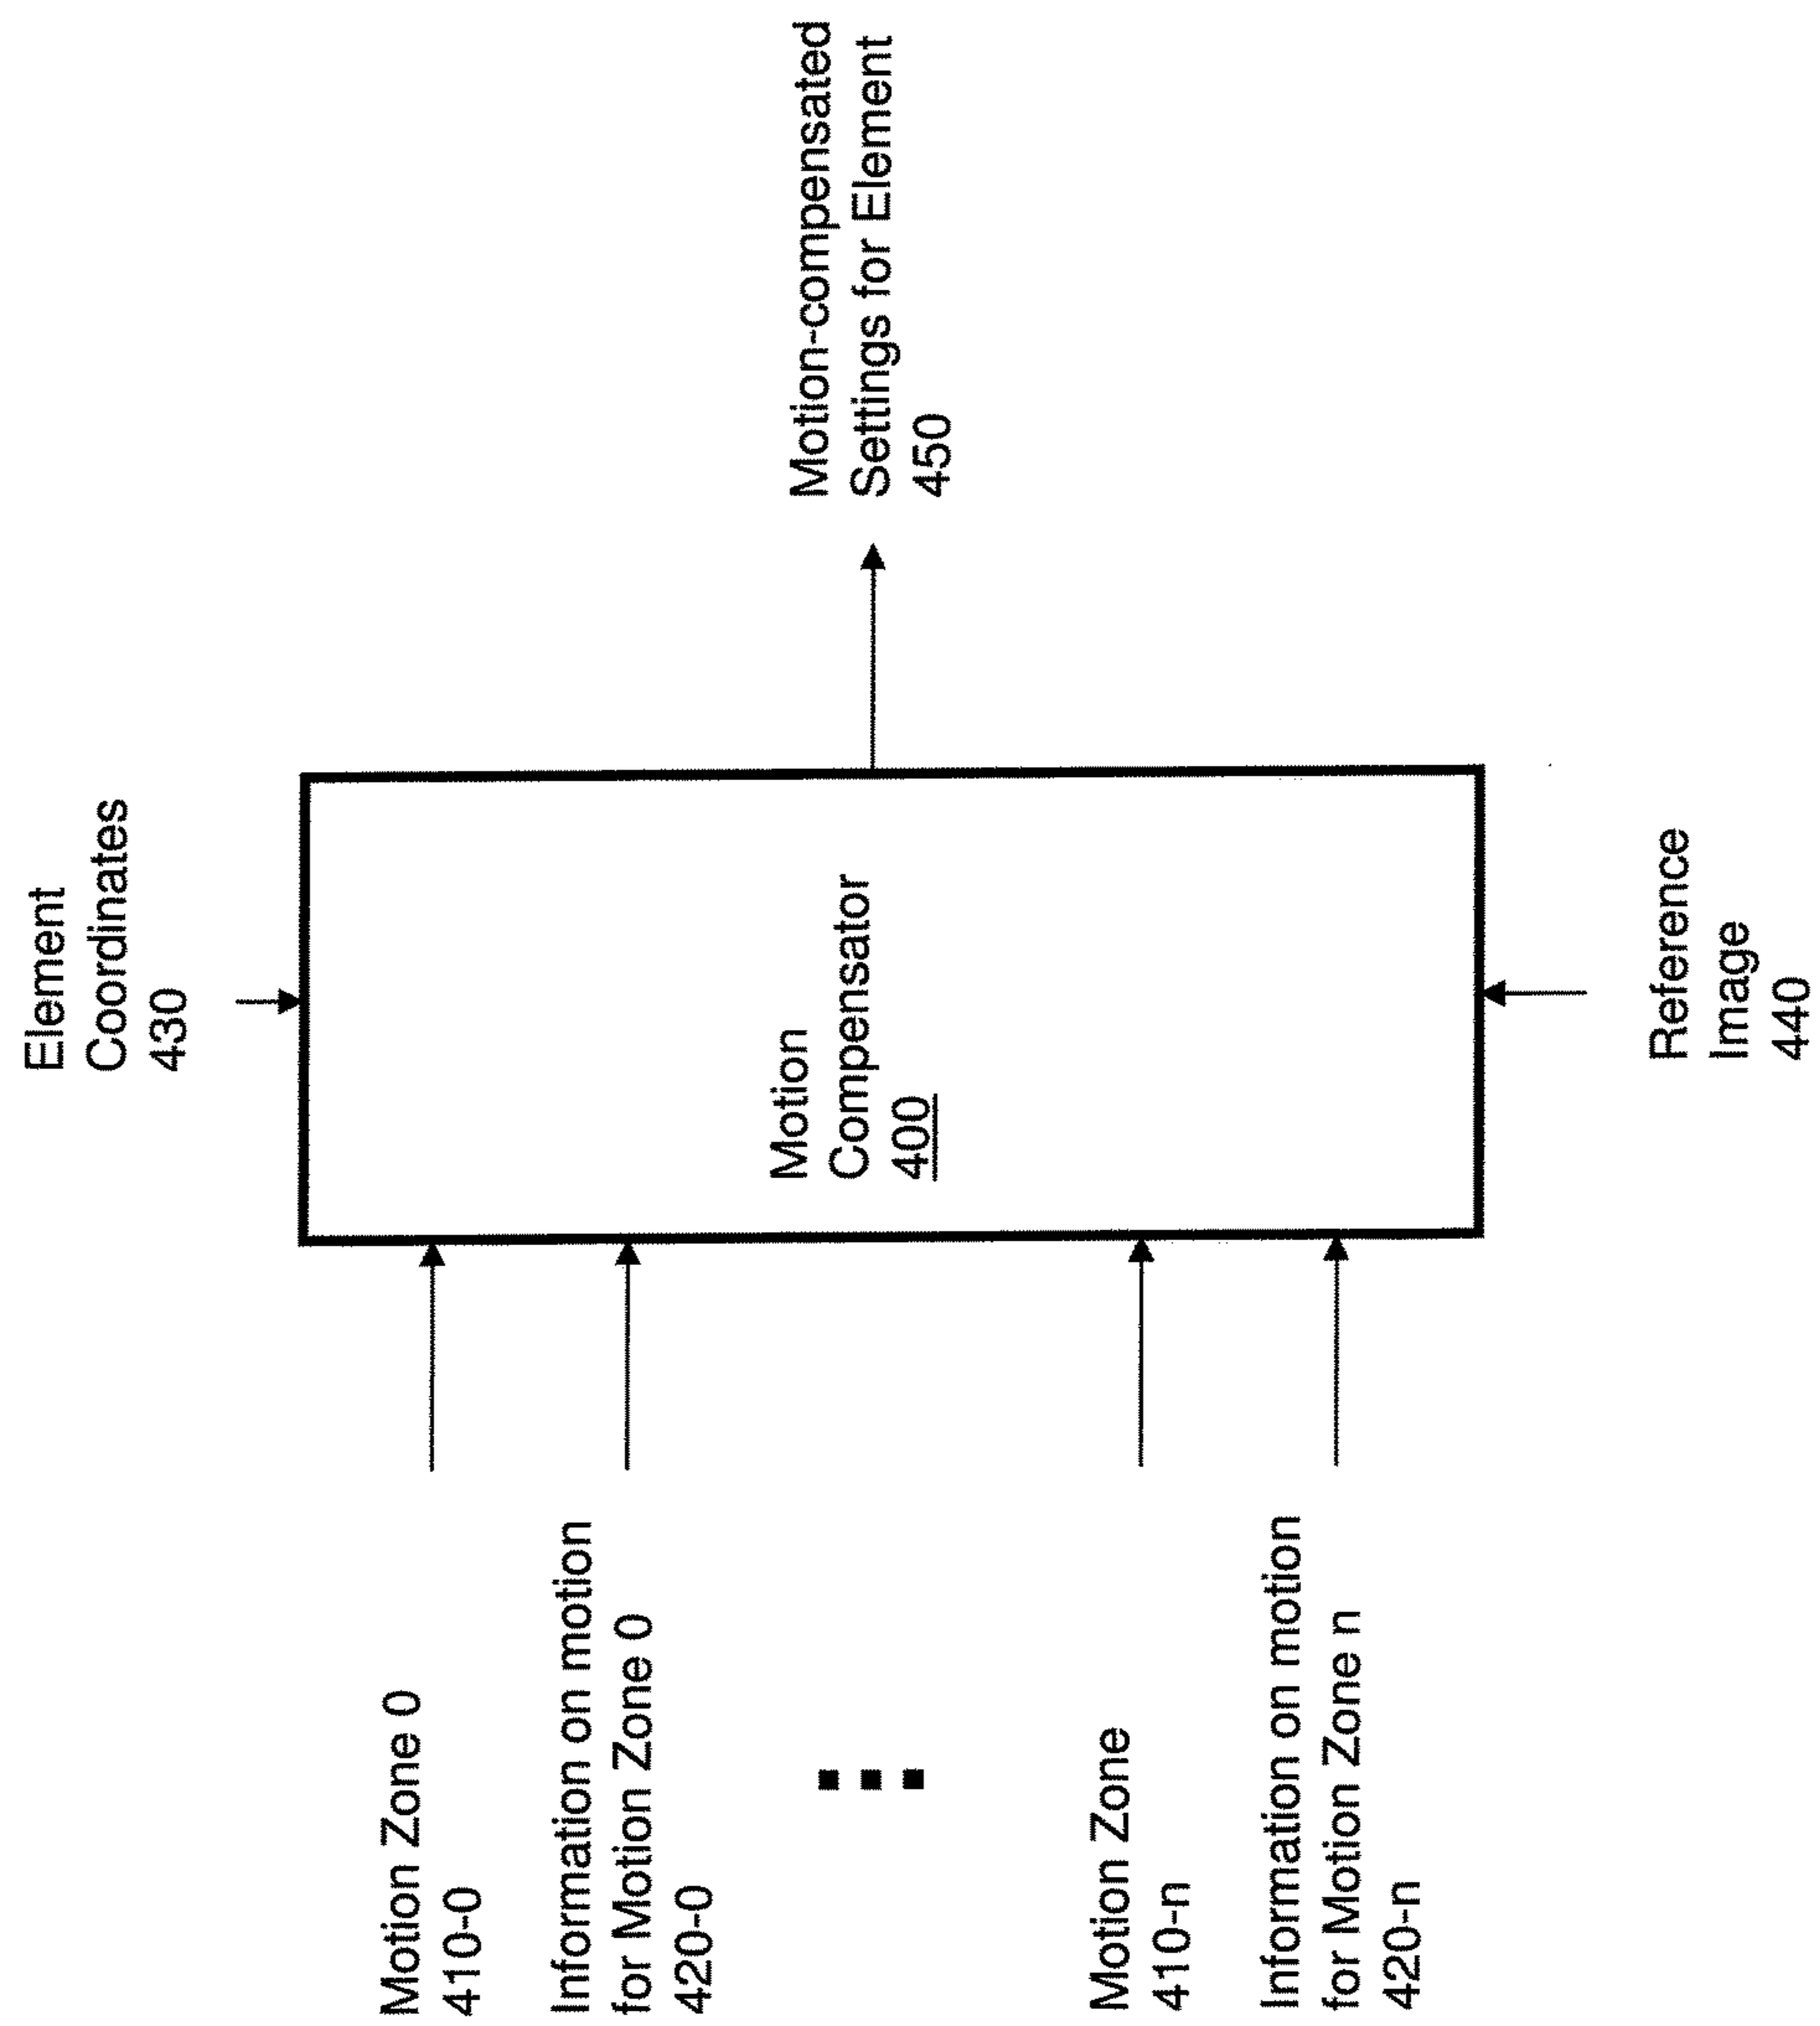 Element
Coordinates
430
Motion Zone 0
410-0
Information on motion
for Motion Zone 0
420-0
Motion
Compensator
400
Motion-compensated
Settings for Element
450
Motion Zone
410-n
Information on motion
for Motion Zone n
420-n
Reference
Image
440